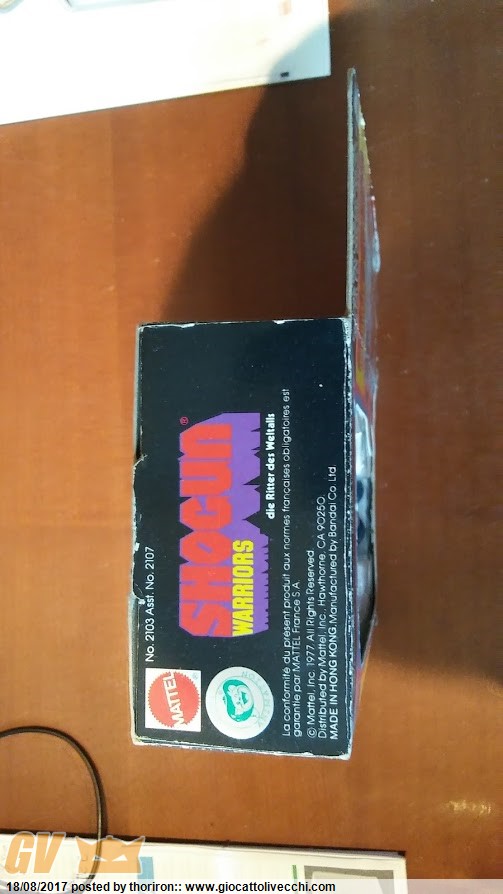 No. 2103 Asst. No. 2107
MATTEL
SHOGUN®
WARRIORS
die Ritter des Weltalls
La conformité du présent produit aux normes françaises obligatoires est
garantie par MATTEL France S.A.
© Mattel, Inc. 1977 All Rights Reserved
Distributed by Mattel, Inc., Hawthorne, CA 90250.
MADE IN HONG KONG. Manufactured by Bandai Co. Ltd.
GV
18/08/2017 posted by thoriron:: www.giocattolivecchi.com